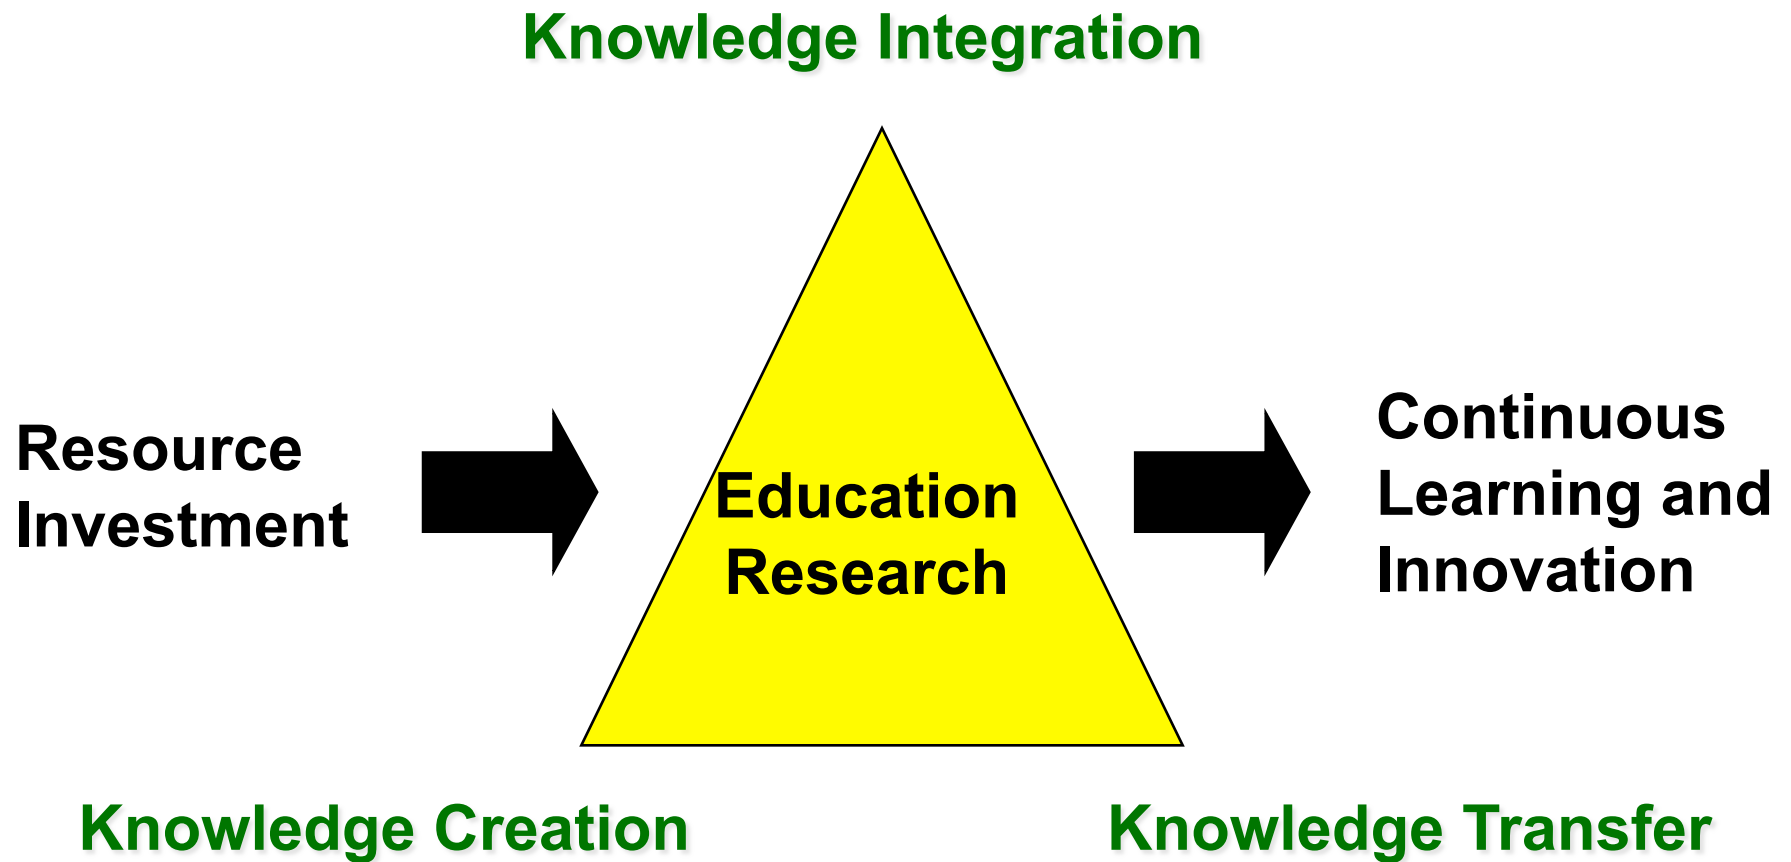 Knowledge Integration
Resource
Investment
Education
Research
Continuous
Learning and
Innovation
Knowledge Creation
Knowledge Transfer